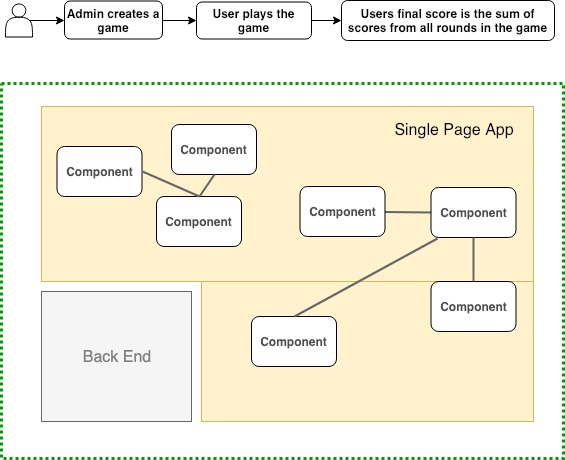 Admin creates a
game
User plays the
game
Users final score is the sum of
scores from all rounds in the game
Single Page App
Component
Component
Component
Component
Component
Component
Component
Back End